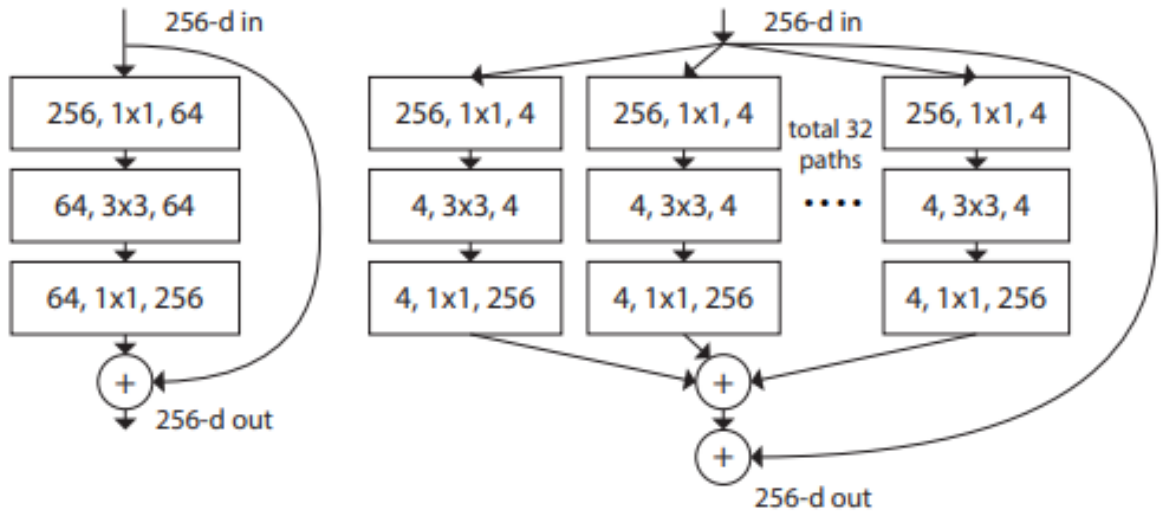 256-d in
256, 1x1, 64
64, 3x3, 64
64, 1x1, 256
+
256-d out
256-d in
256, 1x1, 4
256, 1x1, 4
total 32
paths
256, 1x1, 4
4, 3x3, 4
4, 3x3, 4
....
4, 3x3, 4
4, 1x1, 256
4, 1x1, 256
4, 1x1, 256
+
+
256-d out